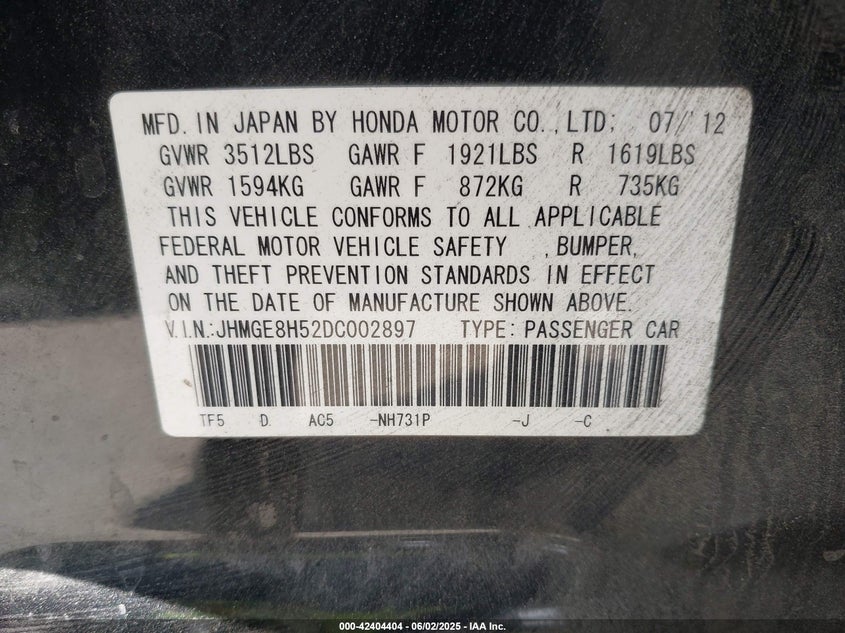 MFD. IN JAPAN BY HONDA MOTOR CO.,LTD; 07/'12
GVWR 3512LBS GAWR F 1921LBS R 1619LBS
GVWR 1594KG GAWR F 872KG R 735KG
THIS VEHICLE CONFORMS TO ALL APPLICABLE
FEDERAL MOTOR VEHICLE SAFETY , BUMPER,
AND THEFT PREVENTION STANDARDS IN EFFECT
ON THE DATE OF MANUFACTURE SHOWN ABOVE.
V.I.N.:JHMGE8H52DC002897 TYPE: PASSENGER CAR
TF5 D AC5 -NH731P -J -C
000-42404404 - 06/02/2025 - IAA Inc.